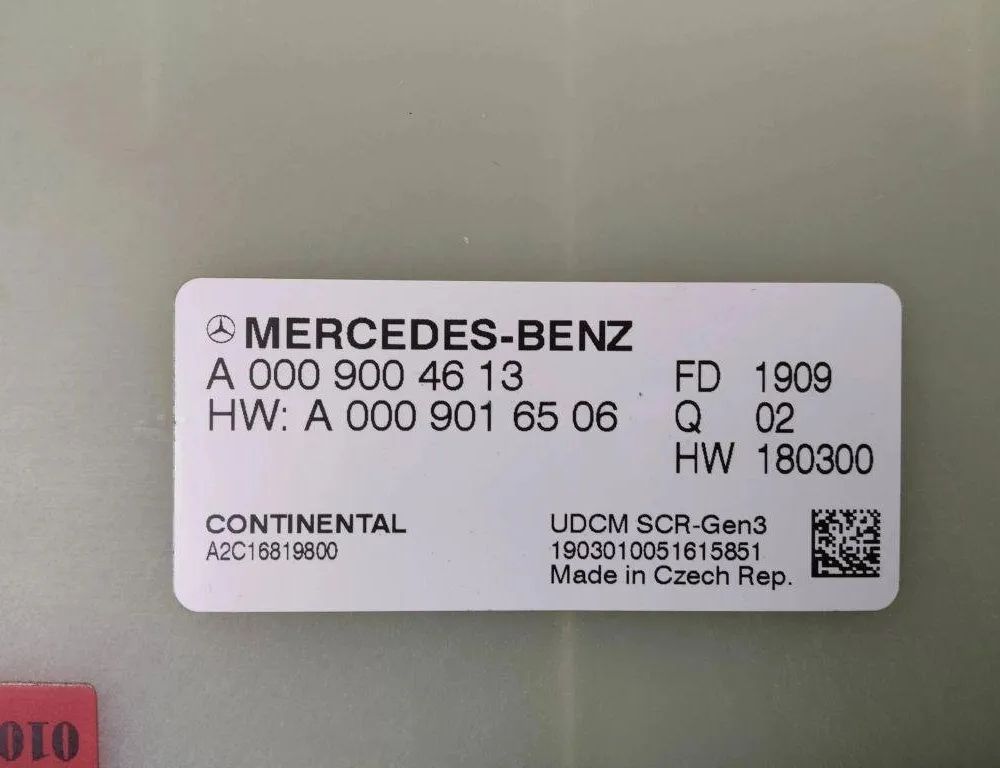 MERCEDES-BENZ
A 000 900 46 13
HW: A 000 901 65 06
FD 1909
Q 02
HW 180300
CONTINENTAL
A2C16819800
UDCM SCR-Gen3
1903010051615851
Made in Czech Rep.
010